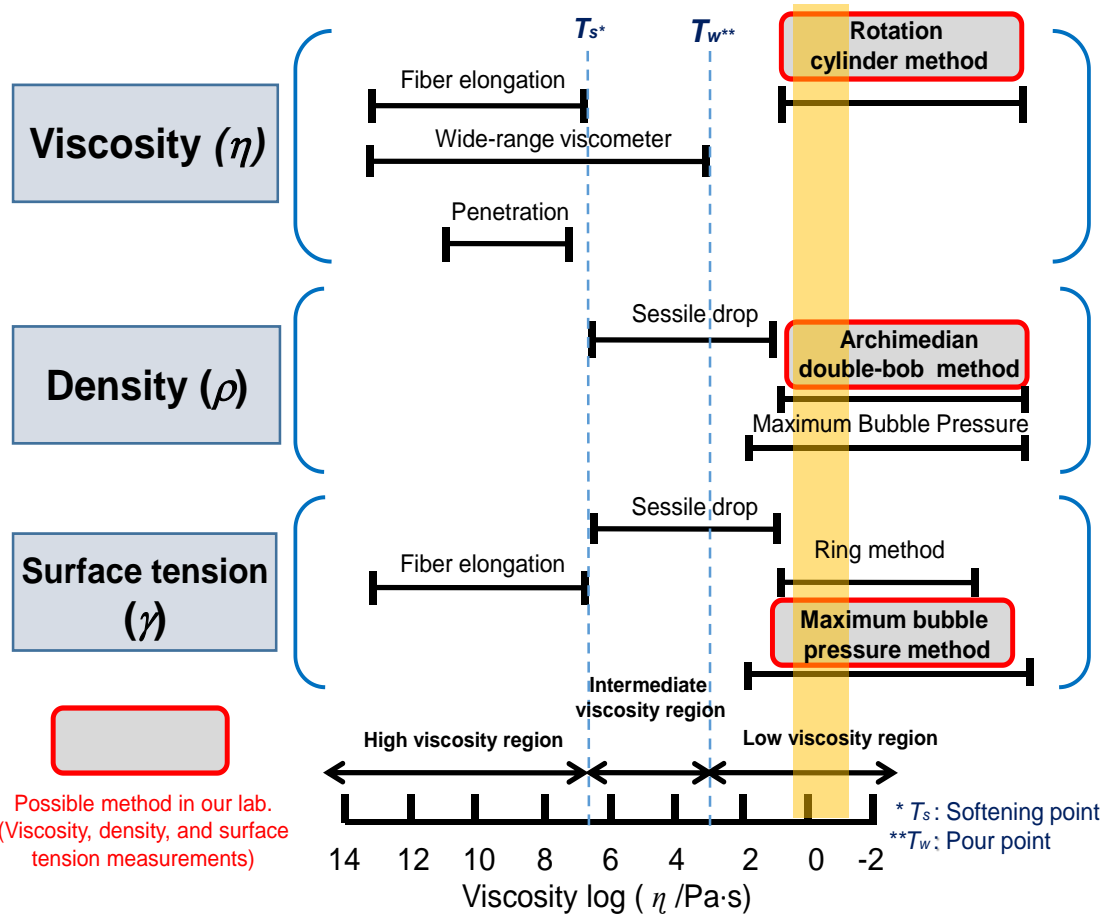 Ts*
Tw**
Rotation
cylinder method
Viscosity (η)
Fiber elongation
Wide-range viscometer
Penetration
Density (ρ)
Sessile drop
Archimedian
double-bob method
Maximum Bubble Pressure
Surface tension
(γ)
Sessile drop
Fiber elongation
Ring method
Maximum bubble
pressure method
Intermediate
viscosity region
High viscosity region
Low viscosity region
Possible method in our lab.
(Viscosity, density, and surface
tension measurements)
* Ts : Softening point
**Tw : Pour point
14 12 10 8 6 4 2 0 -2
Viscosity log ( η /Pa·s)